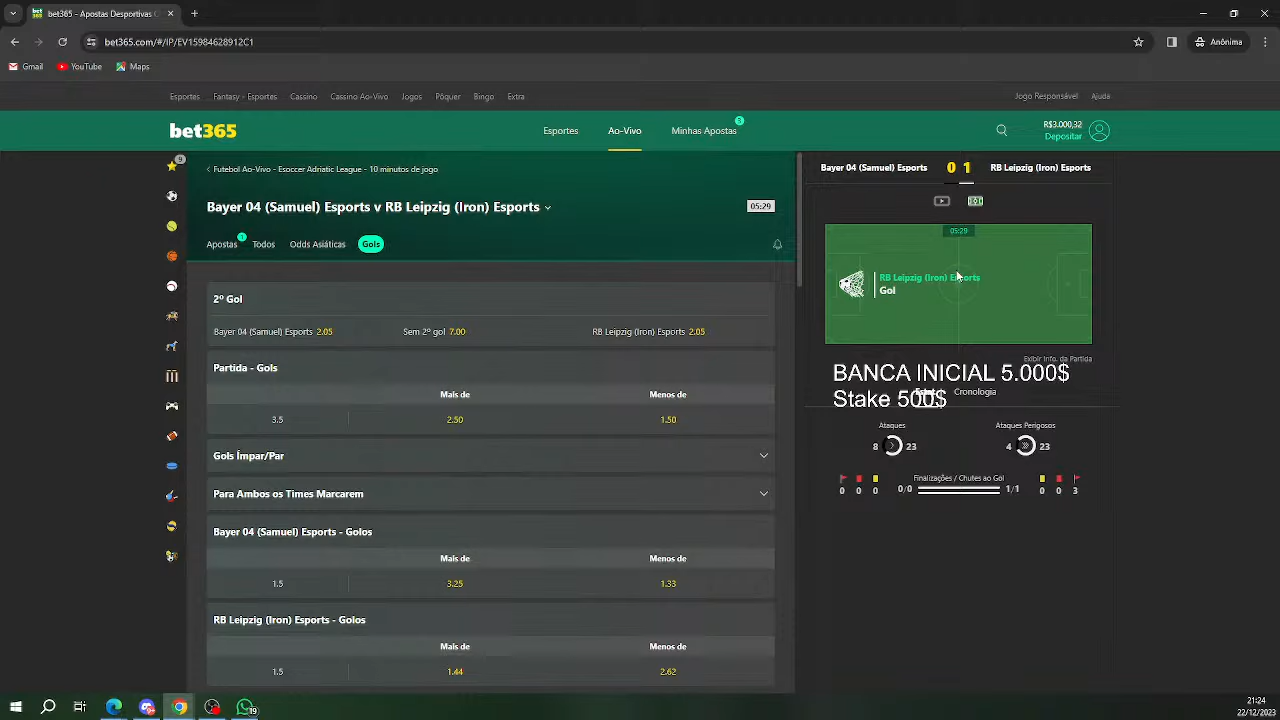 bet365 - Apostas Desportivas
bet365.com/#/IP/EV15984628912C1
Anônima
Gmail
YouTube
Maps
Esportes
Fantasy - Esportes
Cassino
Cassino Ao-Vivo
Jogos
Pôquer
Bingo
Extra
Jogo Responsável
Ajuda
bet365
Esportes
Ao-Vivo
Minhas Apostas
5
R$3.000,32
Depositar
9
Futebol Ao-Vivo - Esoccer Adriatic League - 10 minutos de jogo
Bayer 04 (Samuel) Esports v RB Leipzig (Iron) Esports
05:29
Apostas
1
Todos
Odds Asiáticas
Gols
2º Gol
Bayer 04 (Samuel) Esports 2.05
Sem 2º gol 7.00
RB Leipzig (Iron) Esports 2.05
Partida - Gols
Mais de
Menos de
3.5
2.50
1.50
Gols Ímpar/Par
Para Ambos os Times Marcarem
Bayer 04 (Samuel) Esports - Golos
Mais de
Menos de
1.5
3.25
1.33
RB Leipzig (Iron) Esports - Golos
Mais de
Menos de
1.5
1.44
2.62
Bayer 04 (Samuel) Esports
0 1
RB Leipzig (Iron) Esports
05:29
RB Leipzig (Iron) Esports
Gol
Exibir Info. da Partida
BANCA INICIAL 5.000$
Stake 500$
Cronologia
Ataques
8
23
Ataques Perigosos
4
23
Finalizações / Chutes ao Gol
0 0 0
0/0
1/1
0 0 3
19
21:24
22/12/2023